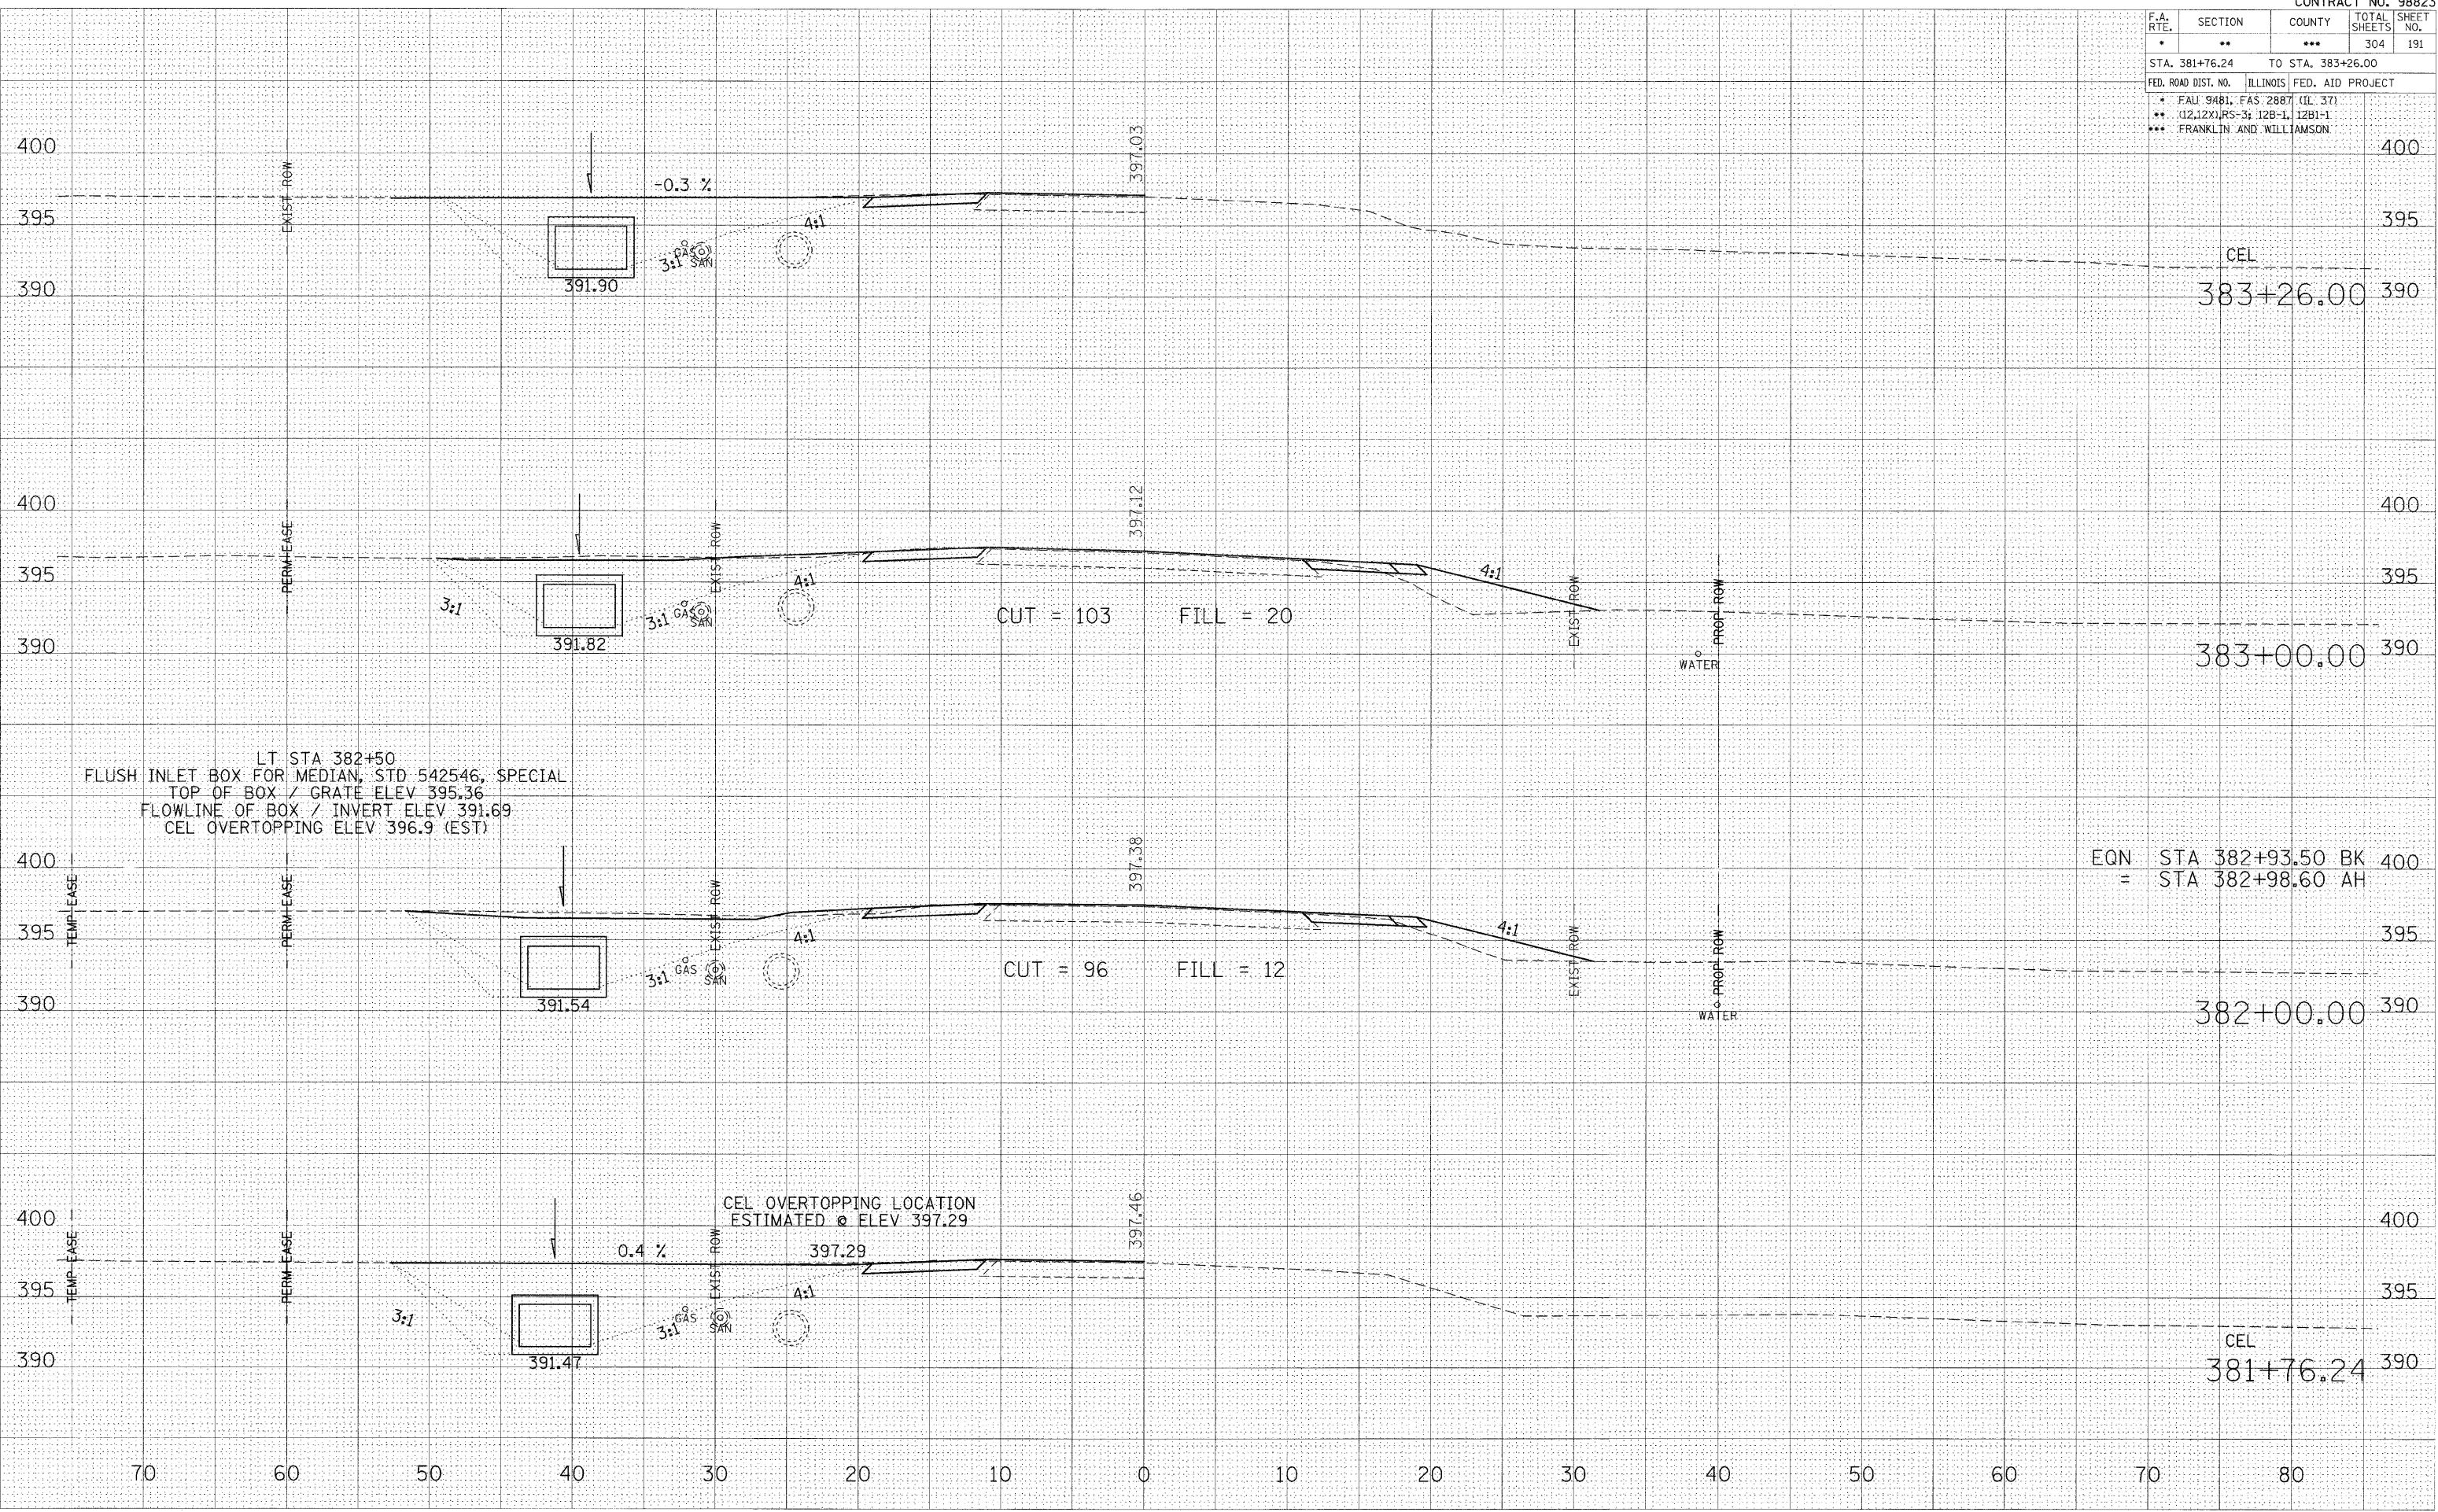 CONTRACT NO. 98823
F.A. RTE. SECTION COUNTY TOTAL SHEETS SHEET NO.
* ** *** 304 191
STA. 381+76.24 TO STA. 383+26.00
FED. ROAD DIST. NO. ILLINOIS FED. AID PROJECT
* FAU 9481, FAS 2887 (IL 37)
** (12,12X),RS-3; 12B-1, 12B1-1
*** FRANKLIN AND WILLIAMSON
400 397.03 400
EXIST ROW
-0.3 %
395 4:1 395
GAS
3:1 SAN
CEL
391.90
390 383+26.00 390
400 397.12 400
PERM EASE EXIST ROW
395 4:1 4:1 395
3:1 3:1 GAS
SAN
CUT = 103 FILL = 20
EXIST ROW PROP ROW
391.82
390 WATER 383+00.00 390
LT STA 382+50
FLUSH INLET BOX FOR MEDIAN, STD 542546, SPECIAL
TOP OF BOX / GRATE ELEV 395.36
FLOWLINE OF BOX / INVERT ELEV 391.69
CEL OVERTOPPING ELEV 396.9 (EST)
397.38
400 EQN STA 382+93.50 BK 400
= STA 382+98.60 AH
TEMP EASE PERM EASE EXIST ROW
395 4:1 4:1 395
EXIST ROW PROP ROW
3:1 GAS
SAN
CUT = 96 FILL = 12
391.54
390 WATER 382+00.00 390
CEL OVERTOPPING LOCATION
ESTIMATED @ ELEV 397.29
397.46
400 400
TEMP EASE PERM EASE EXIST ROW
0.4 % 397.29
395 4:1 395
3:1 3:1 GAS
SAN
CEL
391.47
390 381+76.24 390
70 60 50 40 30 20 10 0 10 20 30 40 50 60 70 80